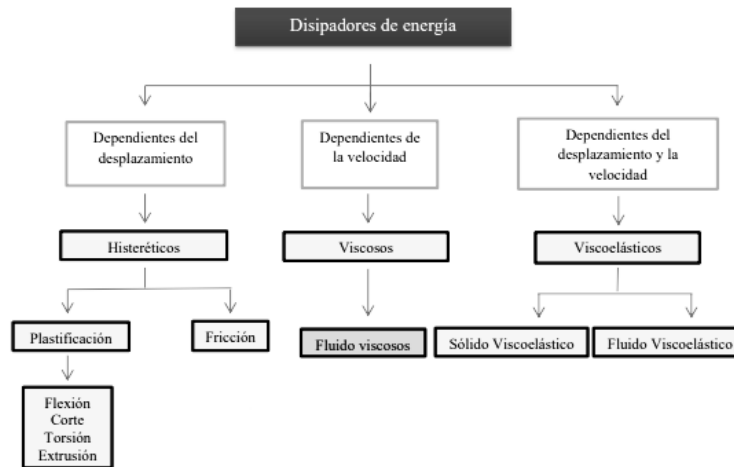 Disipadores de energía
Dependientes del
desplazamiento
Dependientes de
la velocidad
Dependientes del
desplazamiento y la
velocidad
Histeréticos
Viscosos
Viscoelásticos
Plastificación
Fricción
Fluido viscosos
Sólido Viscoelástico
Fluido Viscoelástico
Flexión
Corte
Torsión
Extrusión